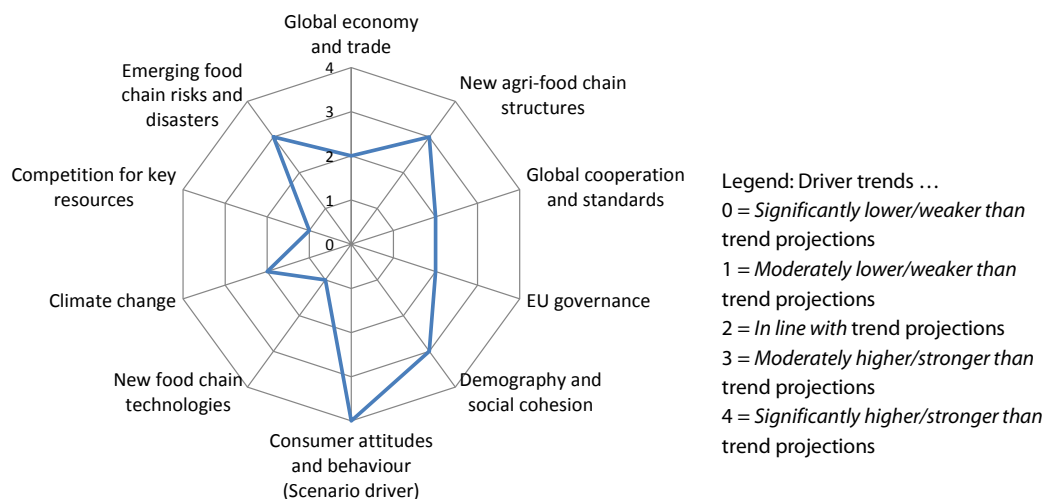 Global economy
and trade
New agri-food chain
structures
Global cooperation
and standards
EU governance
Demography and
social cohesion
Consumer attitudes
and behaviour
(Scenario driver)
New food chain
technologies
Climate change
Competition for key
resources
Emerging food
chain risks and
disasters
4
3
2
1
0
Legend: Driver trends …
0 = Significantly lower/weaker than
trend projections
1 = Moderately lower/weaker than
trend projections
2 = In line with trend projections
3 = Moderately higher/stronger than
trend projections
4 = Significantly higher/stronger than
trend projections